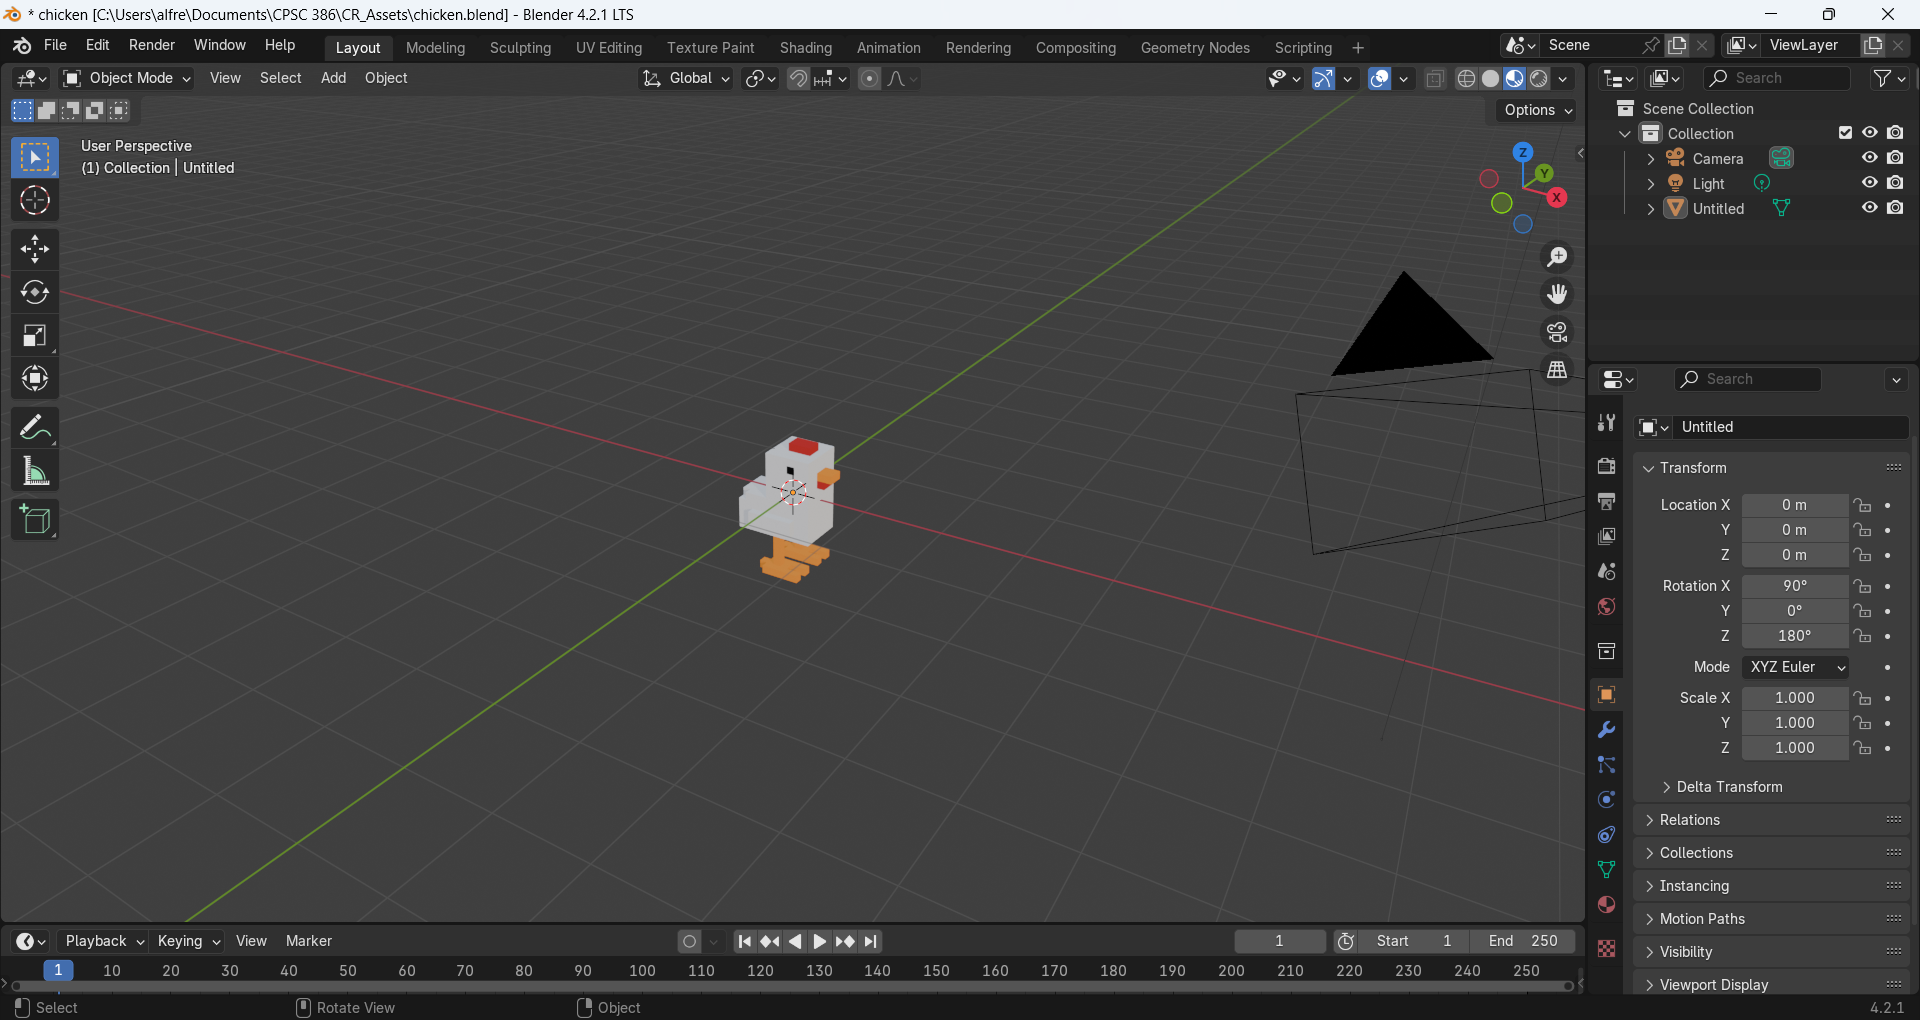 * chicken [C:\Users\alfre\Documents\CPSC 386\CR_Assets\chicken.blend] - Blender 4.2.1 LTS
File Edit Render Window Help Layout Modeling Sculpting UV Editing Texture Paint Shading Animation Rendering Compositing Geometry Nodes Scripting + Scene ViewLayer
Object Mode View Select Add Object Global Search
Options
User Perspective
(1) Collection | Untitled
Z
Y
X
Scene Collection
Collection
Camera
Light
Untitled
Search
Untitled
Transform
Location X 0 m
Y 0 m
Z 0 m
Rotation X 90°
Y 0°
Z 180°
Mode XYZ Euler
Scale X 1.000
Y 1.000
Z 1.000
Delta Transform
Relations
Collections
Instancing
Motion Paths
Visibility
Viewport Display
Playback Keying View Marker 1 Start 1 End 250
1 10 20 30 40 50 60 70 80 90 100 110 120 130 140 150 160 170 180 190 200 210 220 230 240 250
Select Rotate View Object 4.2.1